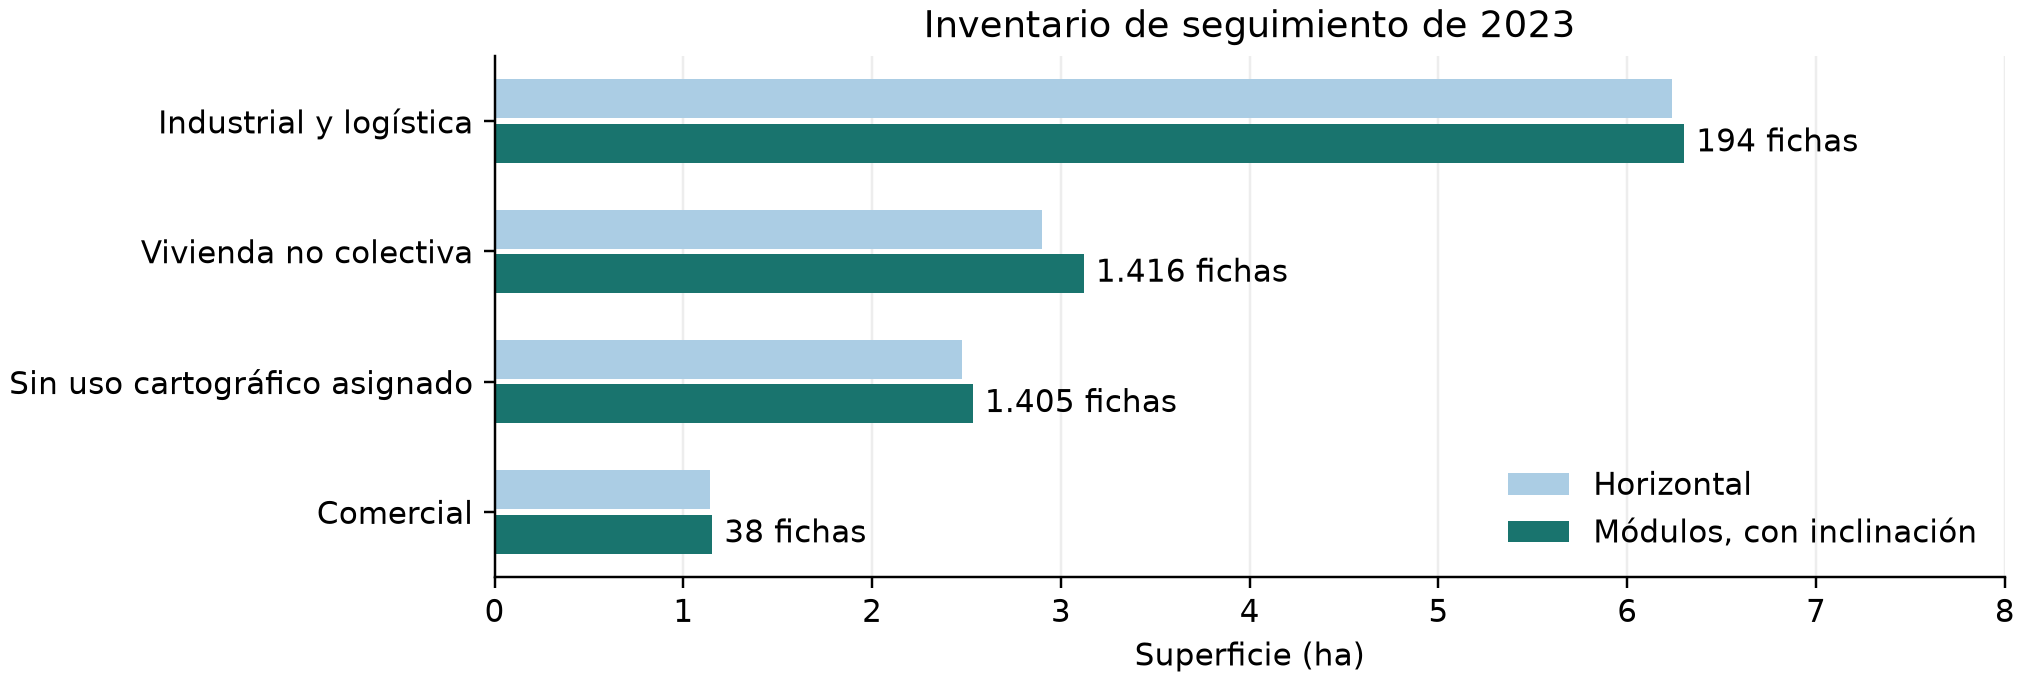 Inventario de seguimiento de 2023
Industrial y logística
194 fichas
Vivienda no colectiva
1.416 fichas
Sin uso cartográfico asignado
1.405 fichas
Comercial
38 fichas
Horizontal
Módulos, con inclinación
0 1 2 3 4 5 6 7 8
Superficie (ha)